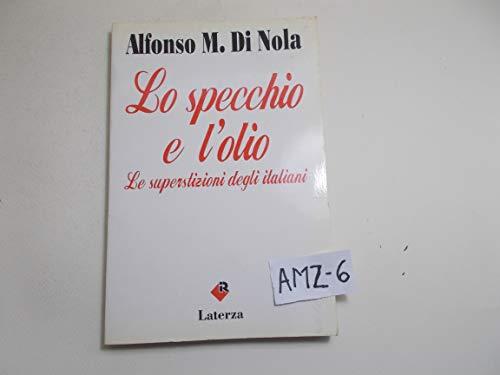 Alfonso M. Di Nola
Lo specchio
e l'olio
Le superstizioni degli italiani
AMZ-6
Laterza